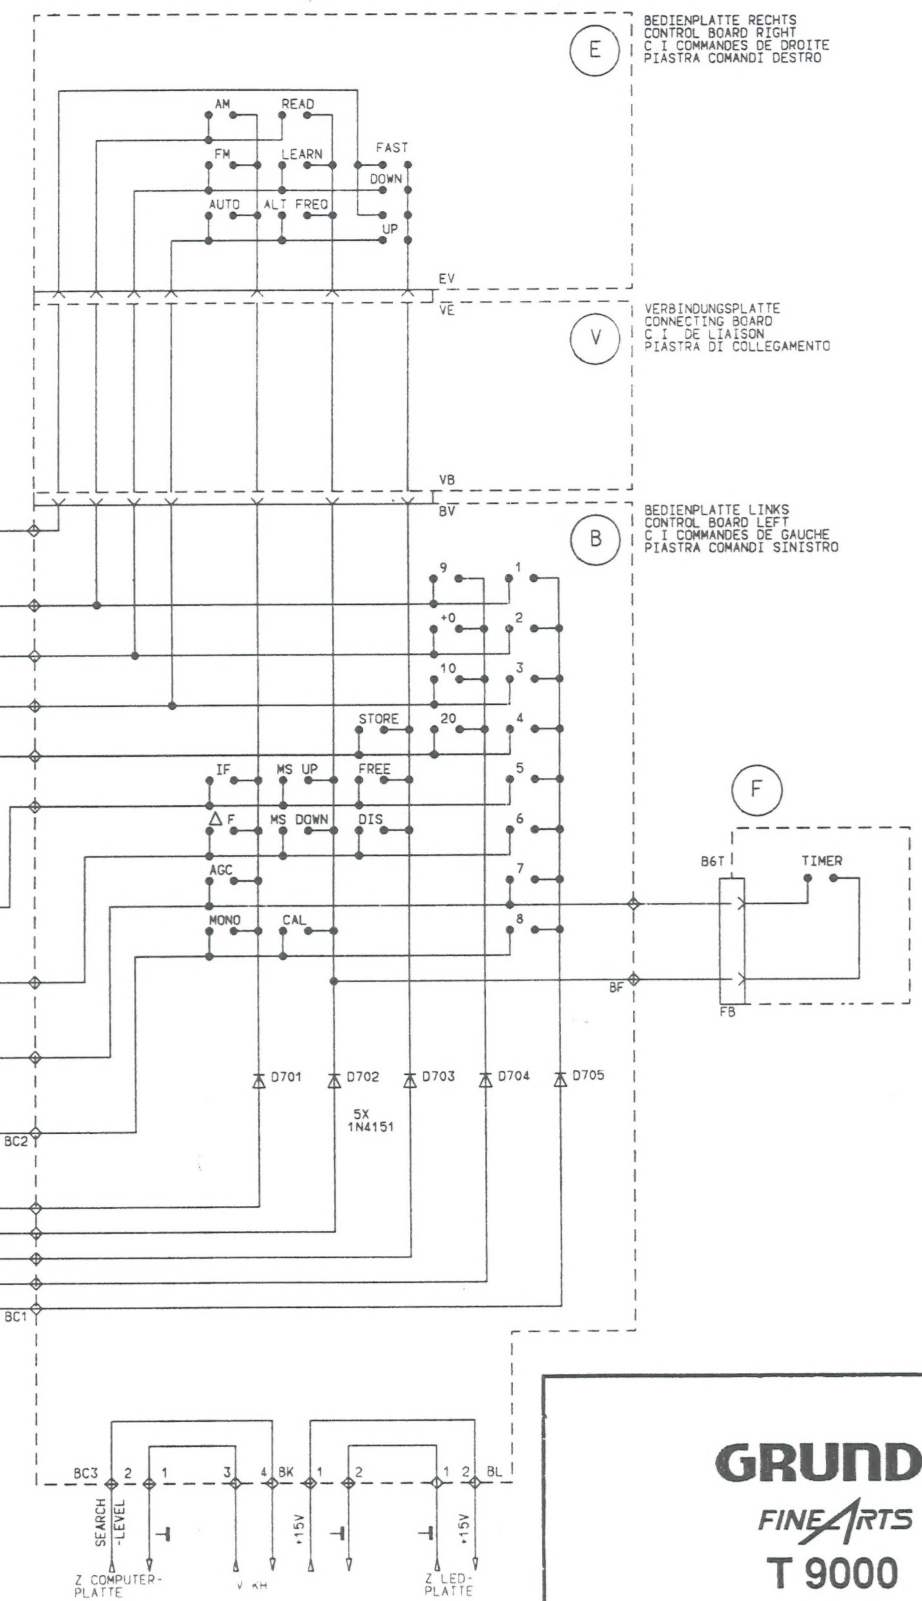 BEDIENPLATTE RECHTS
CONTROL BOARD RIGHT
C I COMMANDES DE DROITE
PIASTRA COMANDI DESTRO
E
AM READ
FAST
FM LEARN
DOWN
AUTO ALT FREQ
UP
EV
VE
VERBINDUNGSPLATTE
CONNECTING BOARD
C I DE LIAISON
PIASTRA DI COLLEGAMENTO
V
VB
BV
BEDIENPLATTE LINKS
CONTROL BOARD LEFT
C I COMMANDES DE GAUCHE
PIASTRA COMANDI SINISTRO
B
9 1
+0 2
10 3
STORE 20 4
IF MS UP FREE 5
△ F MS DOWN DIS 6
AGC 7
MONO CAL 8
F
B6T TIMER
BF
FB
D701 D702 D703 D704 D705
5X
1N4151
BC2
BC1
BC3 2 1 3 4 BK 1 2 1 2 BL
SEARCH
-LEVEL
+15V
+15V
Z COMPUTER-
PLATTE
V KH
Z LED-
PLATTE
GRUND
FINE ARTS
T 9000